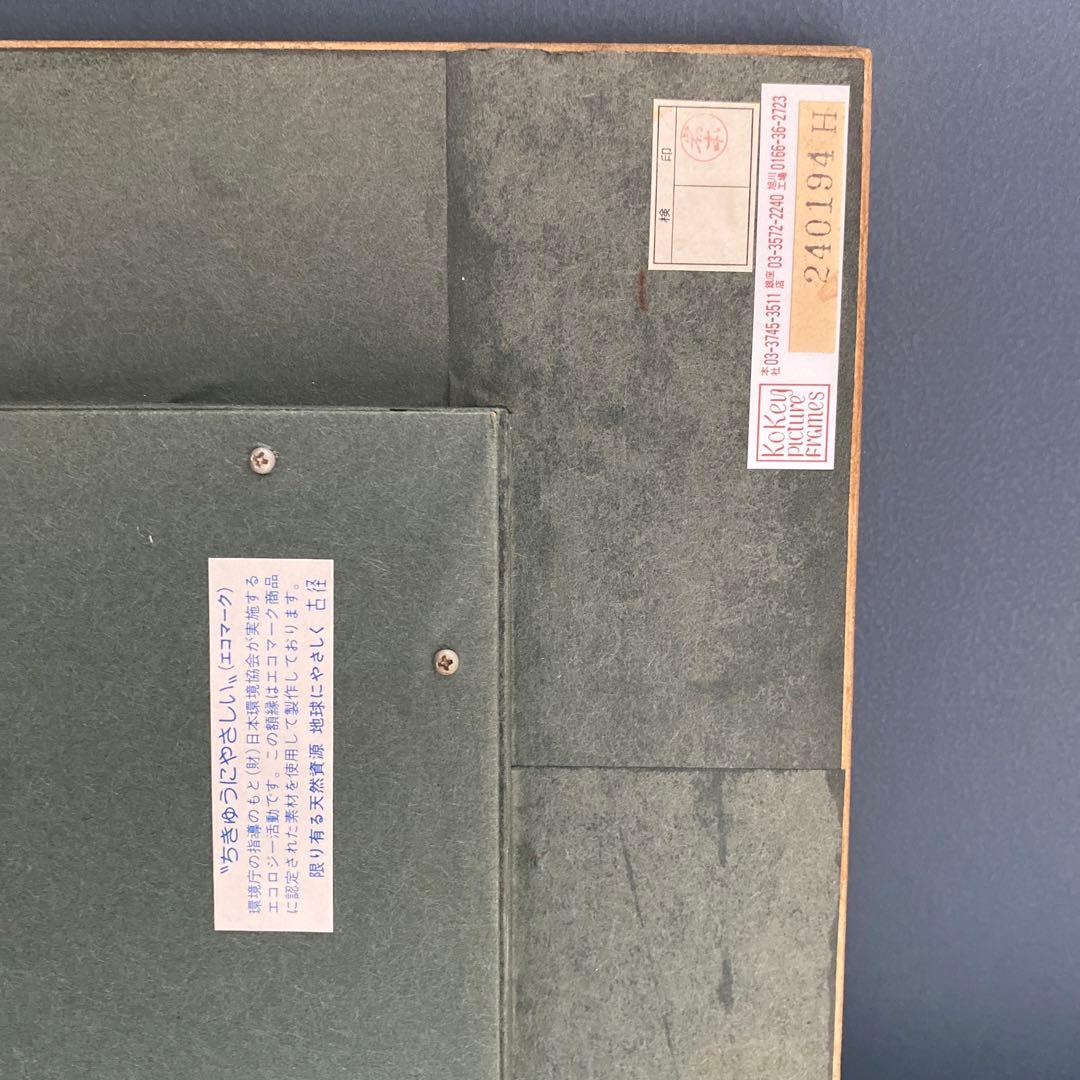 検印
岩本
Kokey
picture
frames
本社 03-3745-3511 銀座店 03-3572-2240 旭川工場 0166-36-2723
240194 H
〝ちきゅうにやさしい〟(エコマーク)
環境庁の指導のもと(財)日本環境協会が実施する
エコロジー活動です。この額縁はエコマーク商品
に認定された素材を使用して製作しております。
限り有る天然資源 地球にやさしく 古径